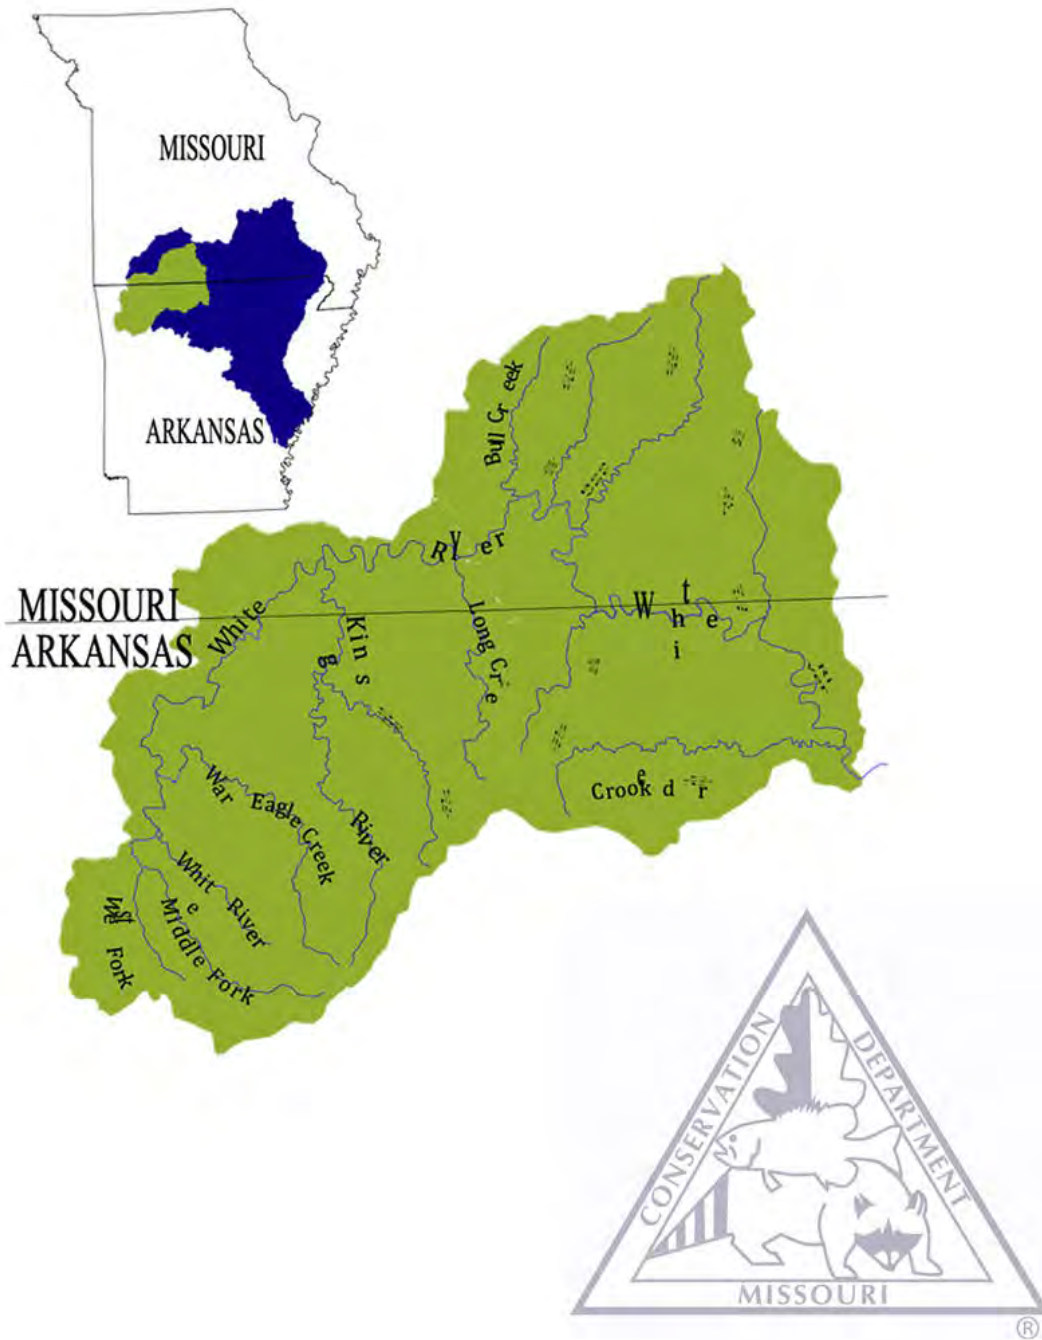 MISSOURI
ARKANSAS
MISSOURI
ARKANSAS
Bull Creek
River
White
Kings
River
Long Cre
White
Crooked r
War Eagle Creek
White River
Middle Fork
West Fork
CONSERVATION
DEPARTMENT
MISSOURI
®